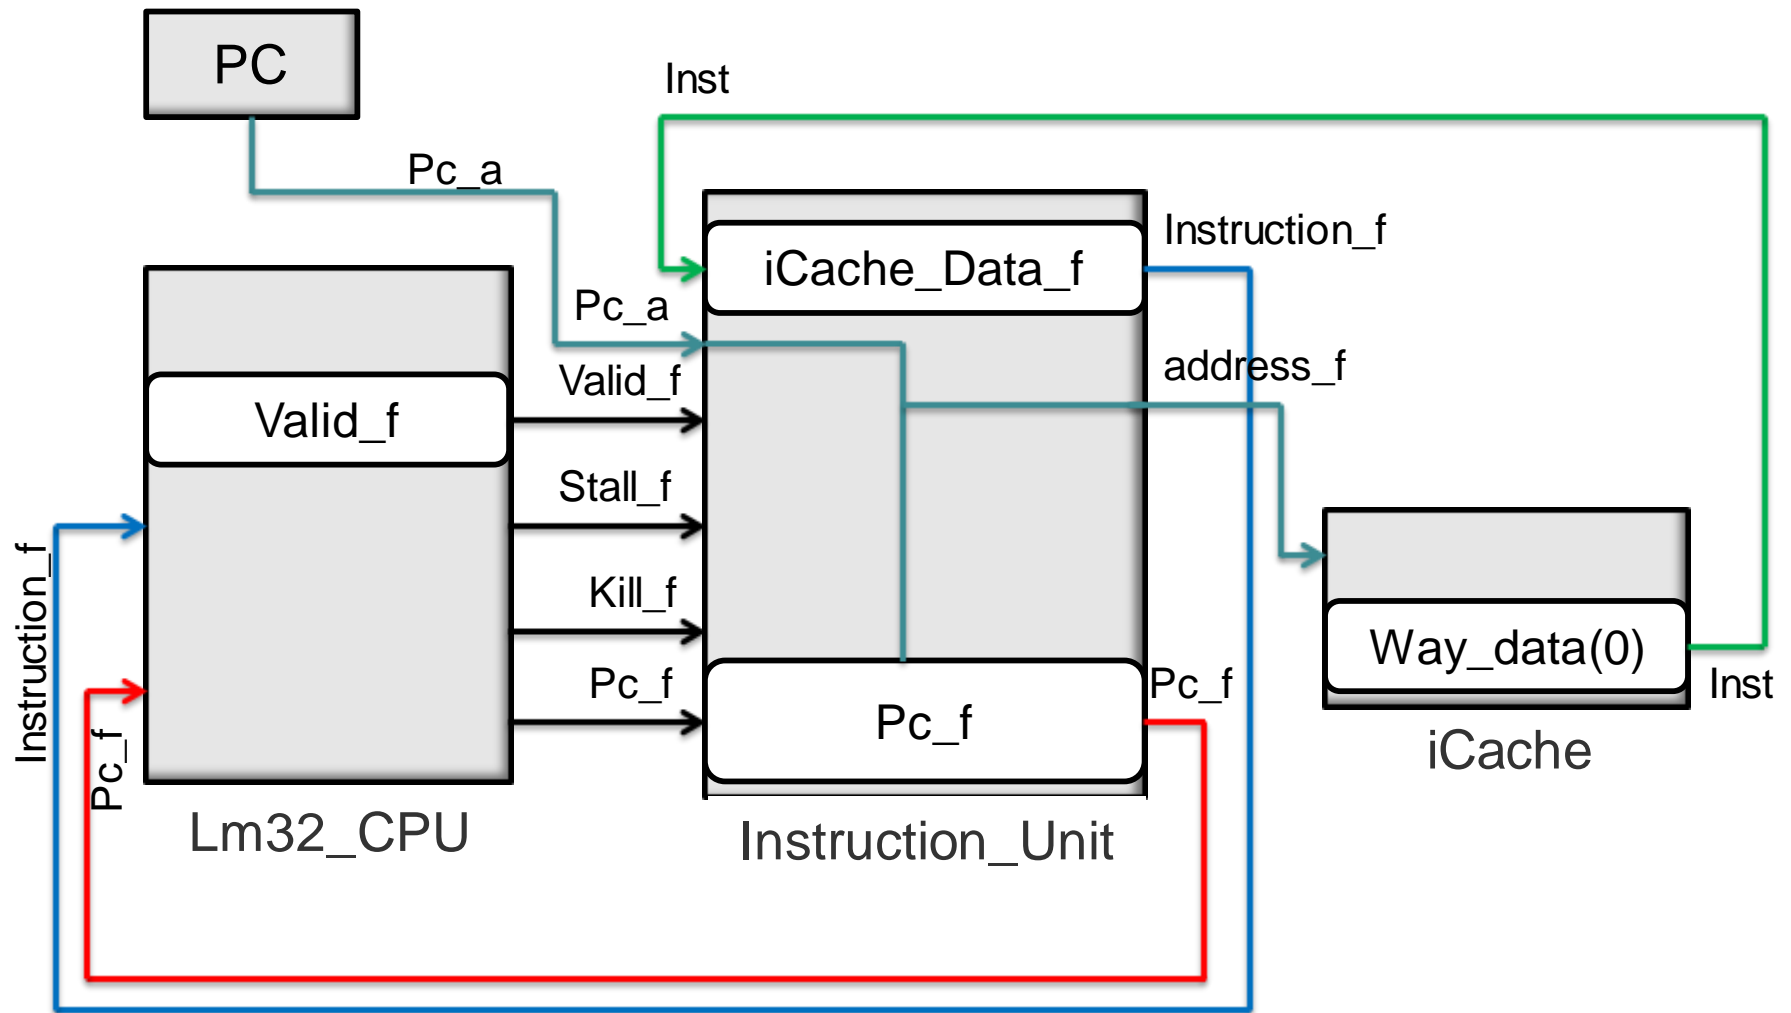 PC
Inst
Pc_a
Instruction_f
iCache_Data_f
Pc_a
address_f
Valid_f
Valid_f
Stall_f
Instruction_f
Kill_f
Way_data(0)
Pc_f
Pc_f
Inst
Pc_f
Pc_f
iCache
Lm32_CPU
Instruction_Unit